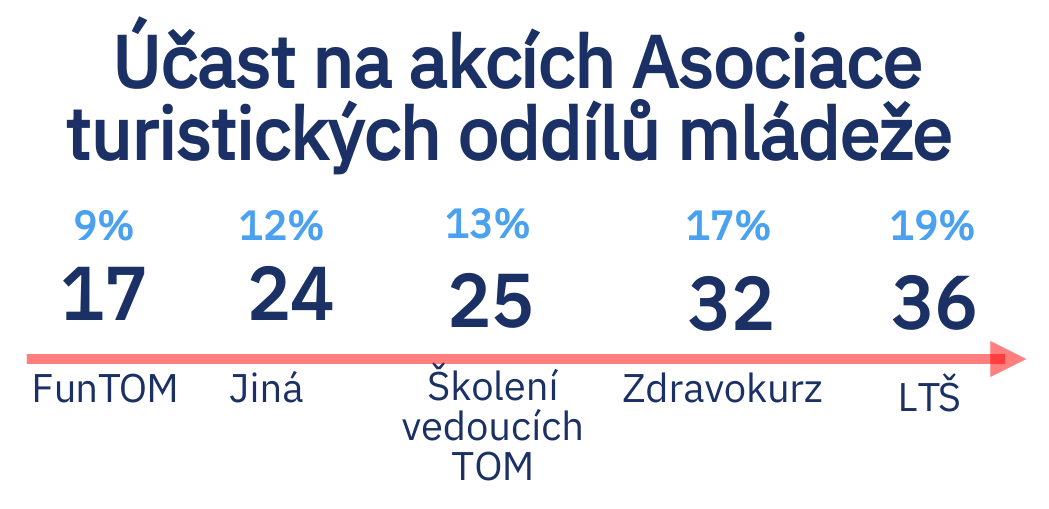 Účast na akcích Asociace
turistických oddílů mládeže
9% 12% 13% 17% 19%
17 24 25 32 36
FunTOM Jiná Školení Zdravokurz LTŠ
vedoucích
TOM